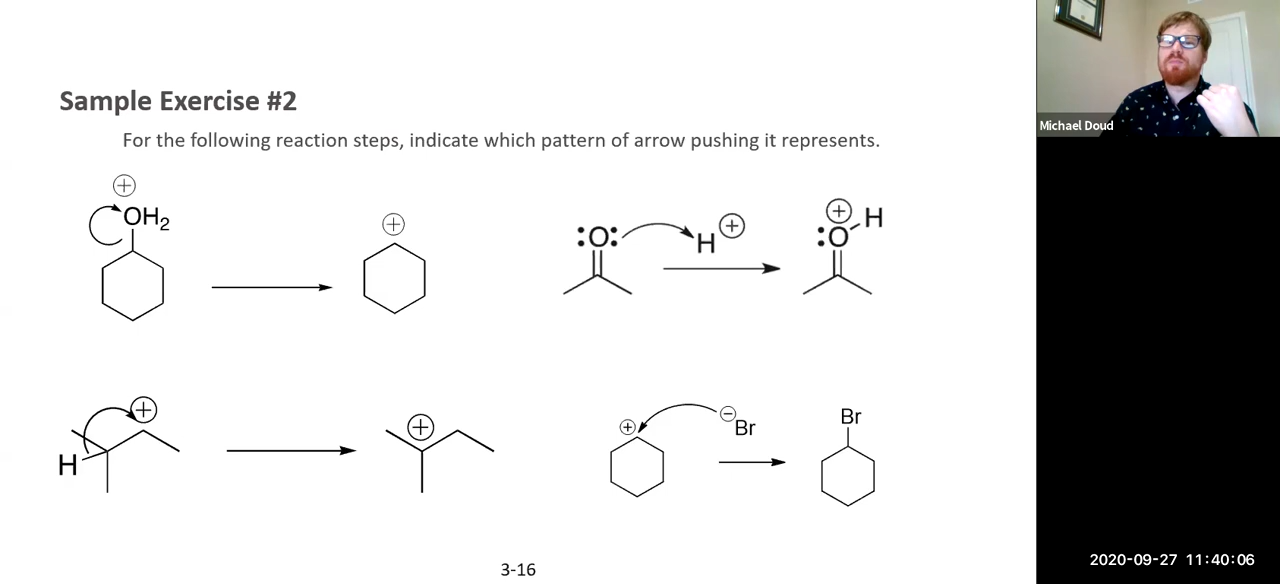 Sample Exercise #2
For the following reaction steps, indicate which pattern of arrow pushing it represents.
OH2
:O:
H
:O
H
H
Br
Br
3-16
Michael Doud
2020-09-27 11:40:06